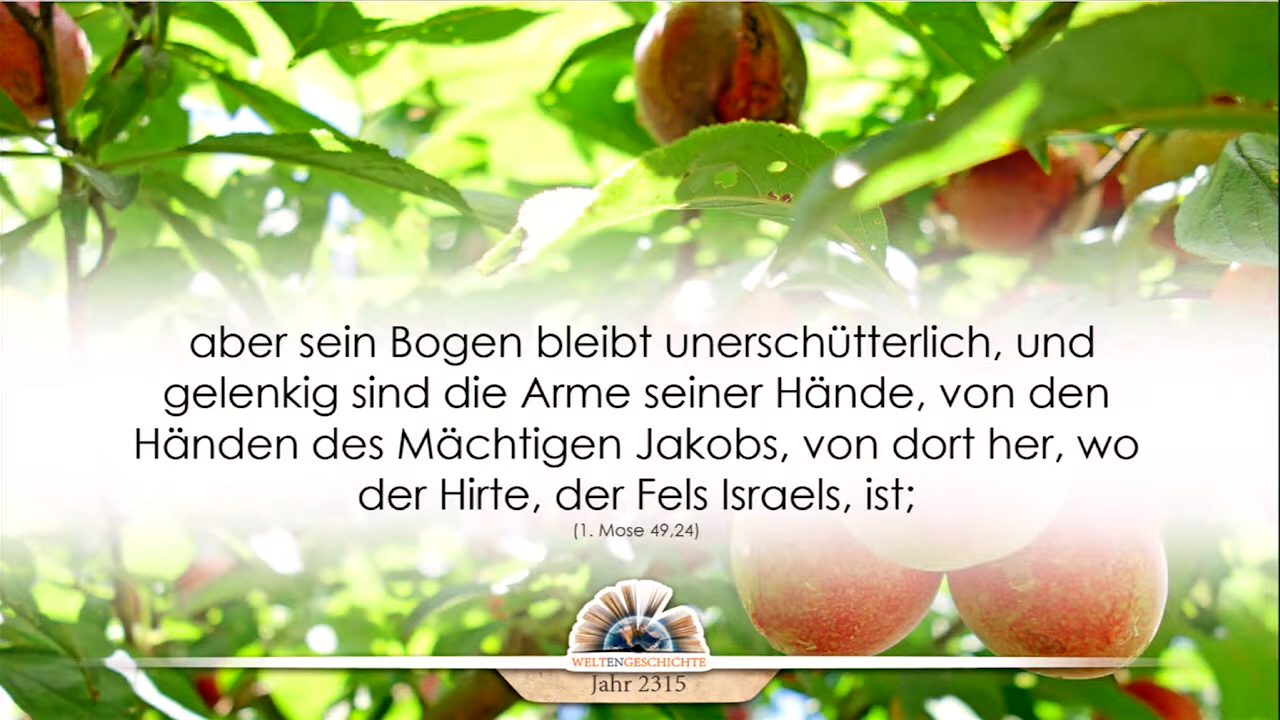 aber sein Bogen bleibt unerschütterlich, und
gelenkig sind die Arme seiner Hände, von den
Händen des Mächtigen Jakobs, von dort her, wo
der Hirte, der Fels Israels, ist;
(1. Mose 49,24)
WELTENGESCHICHTE
Jahr 2315